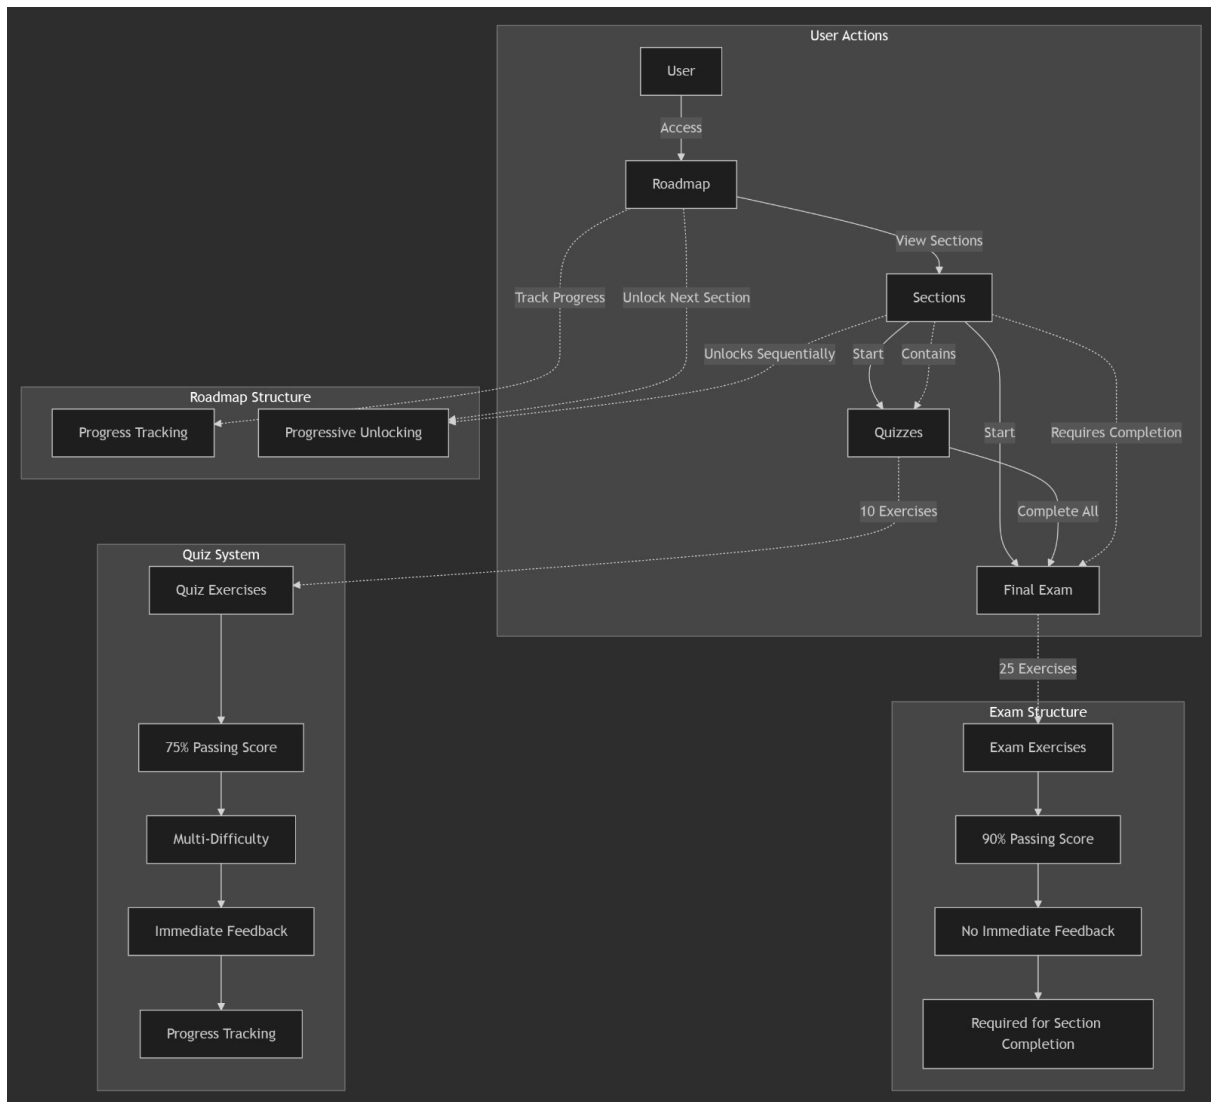 User Actions
User
Access
Roadmap
View Sections
Track Progress
Unlock Next Section
Sections
Unlocks Sequentially
Start
Contains
Roadmap Structure
Progress Tracking
Progressive Unlocking
Quizzes
Start
Requires Completion
10 Exercises
Complete All
Quiz System
Quiz Exercises
Final Exam
25 Exercises
Exam Structure
75% Passing Score
Exam Exercises
Multi-Difficulty
90% Passing Score
Immediate Feedback
No Immediate Feedback
Progress Tracking
Required for Section
Completion